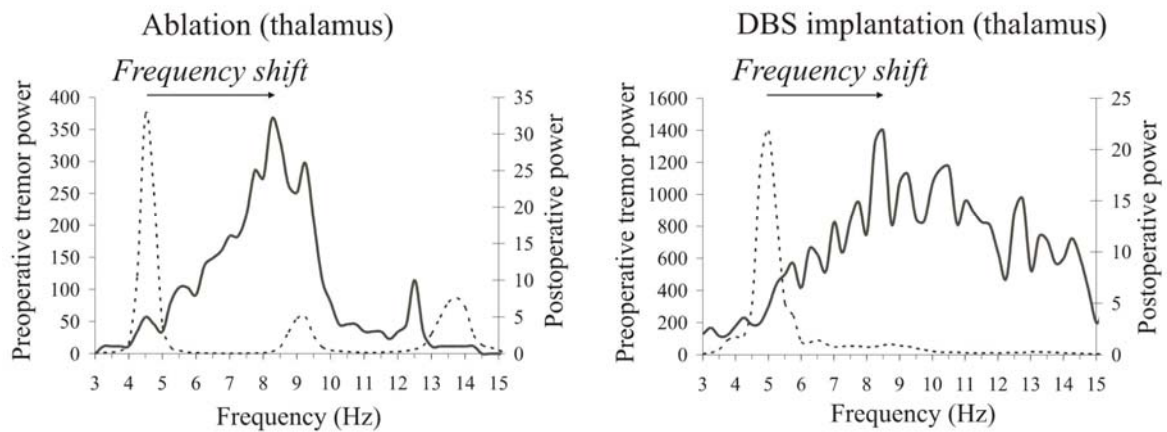 Ablation (thalamus)
Frequency shift
Preoperative tremor power
400
350
300
250
200
150
100
50
0
35
30
25
20
15
10
5
0
Postoperative power
3 4 5 6 7 8 9 10 11 12 13 14 15
Frequency (Hz)
DBS implantation (thalamus)
Frequency shift
Preoperative tremor power
1600
1400
1200
1000
800
600
400
200
0
25
20
15
10
5
0
Postoperative power
3 4 5 6 7 8 9 10 11 12 13 14 15
Frequency (Hz)